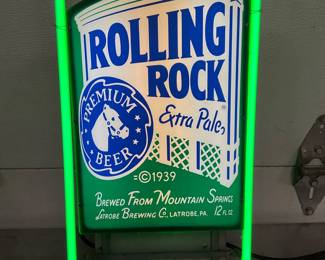 ROLLING
ROCK
®
Extra Pale
PREMIUM
BEER
=©1939
BREWED FROM MOUNTAIN SPRINGS
LATROBE BREWING CO., LATROBE, PA. 12 FL OZ